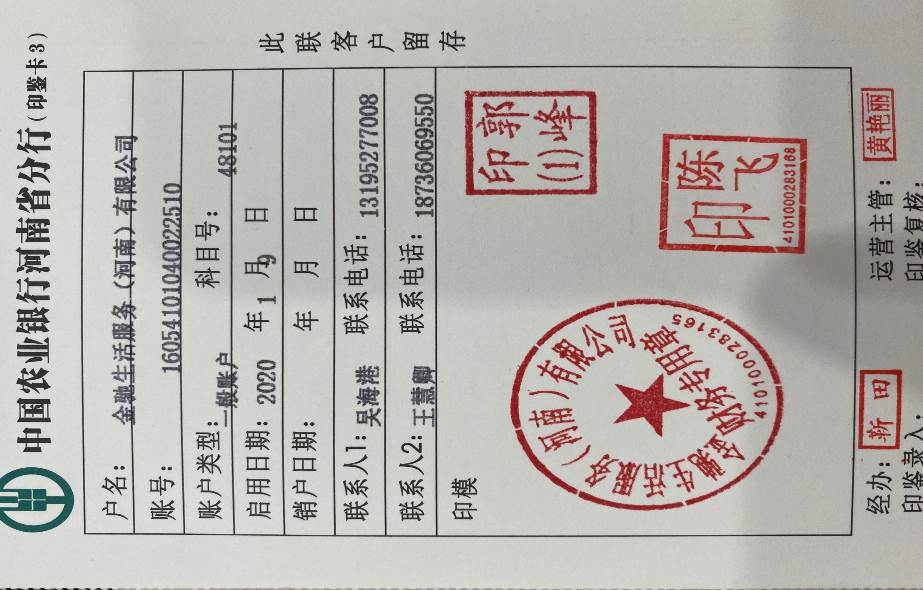 中国农业银行河南省分行(印鉴卡3)
此联客户留存
户名: 金驰生活服务(河南)有限公司
账号: 16054101040022510
账户类型: 一般账户 科目号: 48101
启用日期: 2020 年 1 月 9 日
销户日期: 年 月 日
联系人1: 吴海港 联系电话: 13195277008
联系人2: 王慧卿 联系电话: 18736069550
印模
金驰生活服务(河南)有限公司
财务专用章
4101000283165
郭峰
印(1)
陈飞
印
4101000283168
经办: 靳田 运营主管: 黄艳丽
印鉴录入: 印鉴复核: